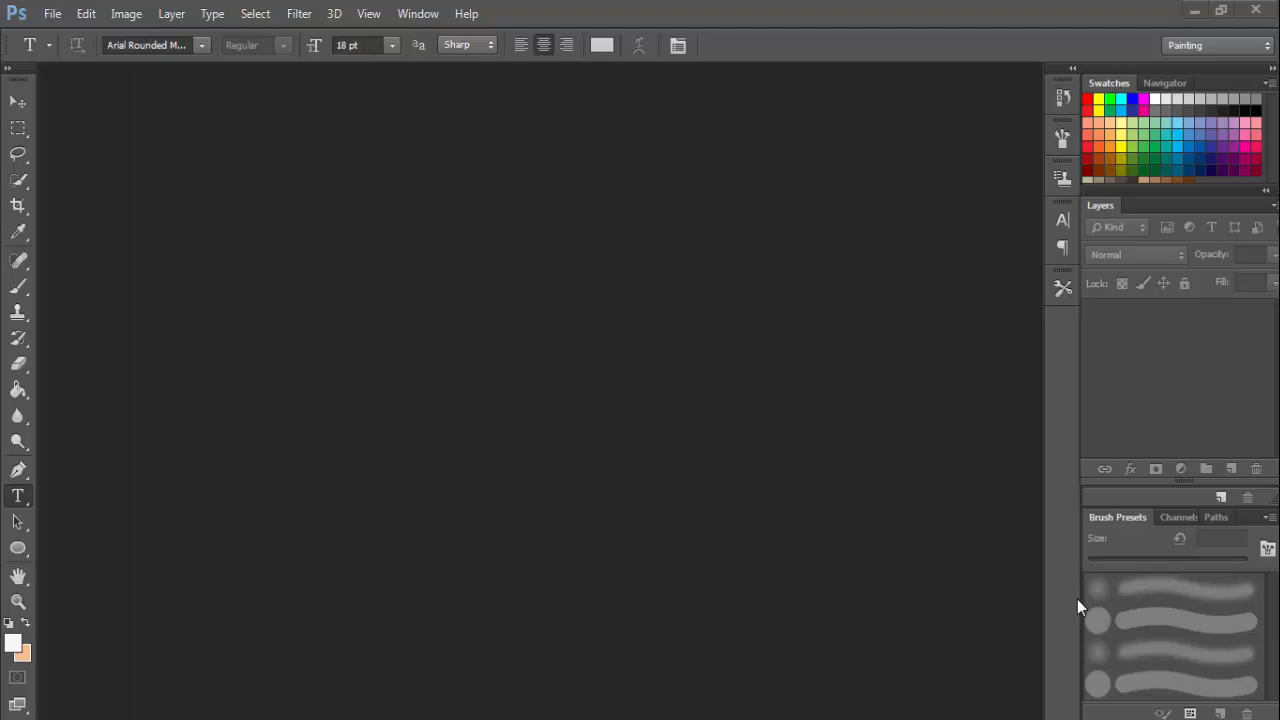 Ps File Edit Image Layer Type Select Filter 3D View Window Help
T Arial Rounded M... Regular 18 pt aa Sharp Painting
Swatches Navigator
Layers
Kind
Normal Opacity:
Lock: Fill:
Brush Presets Channels Paths
Size: